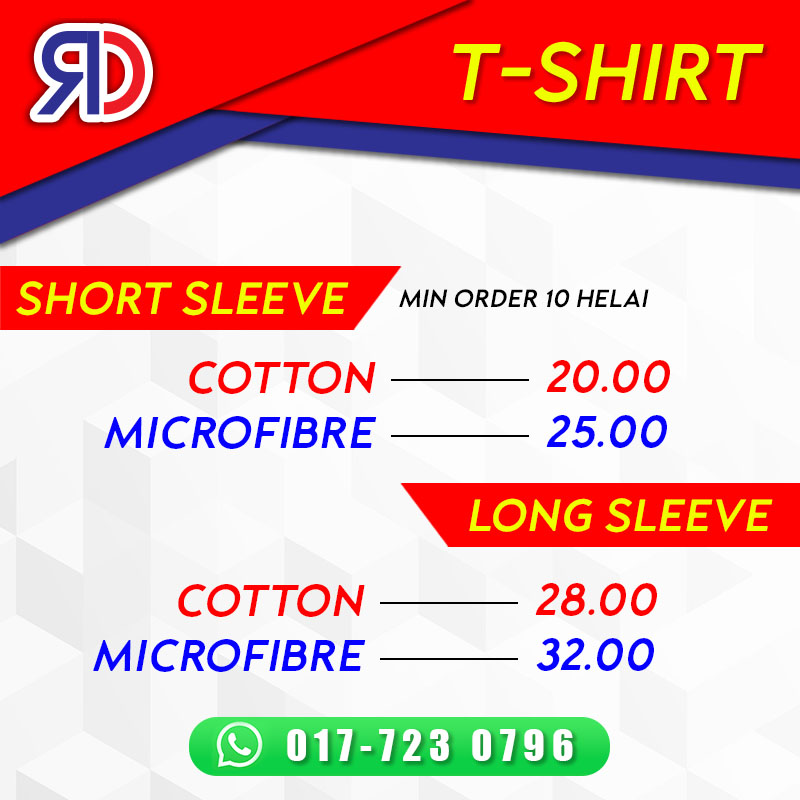 RD
T-SHIRT
SHORT SLEEVE
MIN ORDER 10 HELAI
COTTON 20.00
MICROFIBRE 25.00
LONG SLEEVE
COTTON 28.00
MICROFIBRE 32.00
017-723 0796